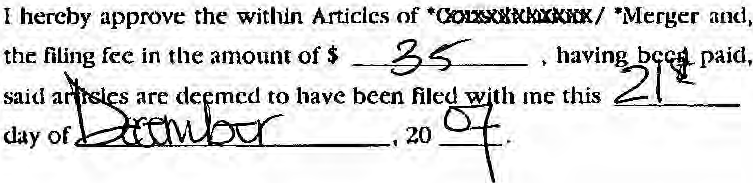 I hereby approve the within Articles of */ *Merger and,
the filing fee in the amount of $ 35, having been paid,
said articles are deemed to have been filed with me this 21st
day of December, 20 07.